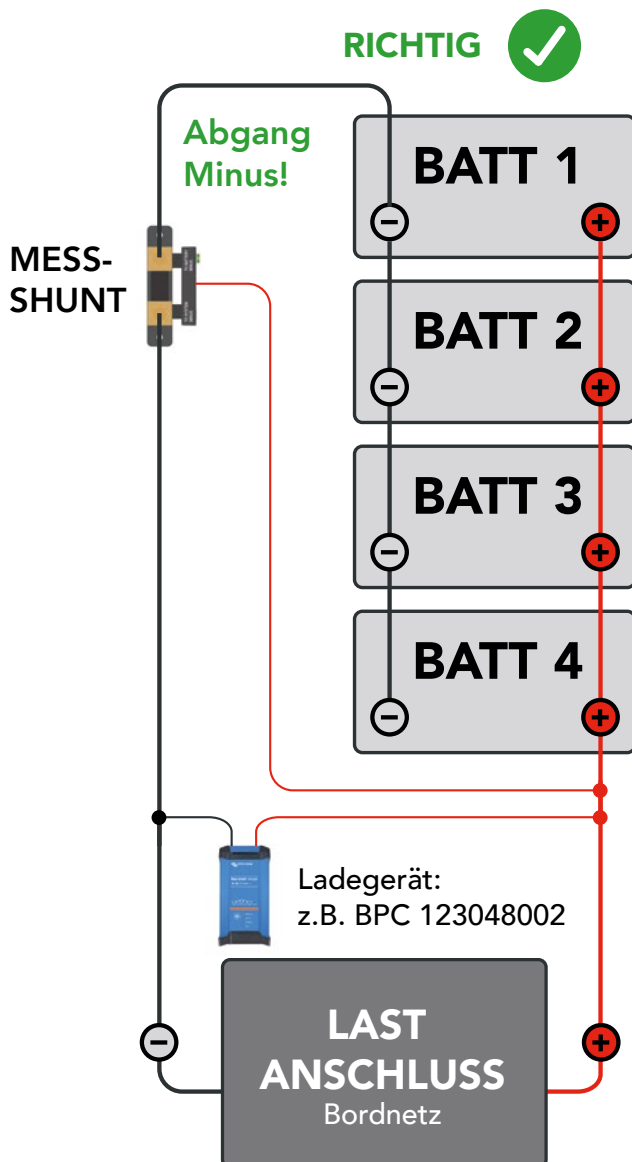 RICHTIG
Abgang
Minus!
BATT 1
MESS-
SHUNT
BATT 2
BATT 3
BATT 4
Ladegerät:
z.B. BPC 123048002
LAST
ANSCHLUSS
Bordnetz